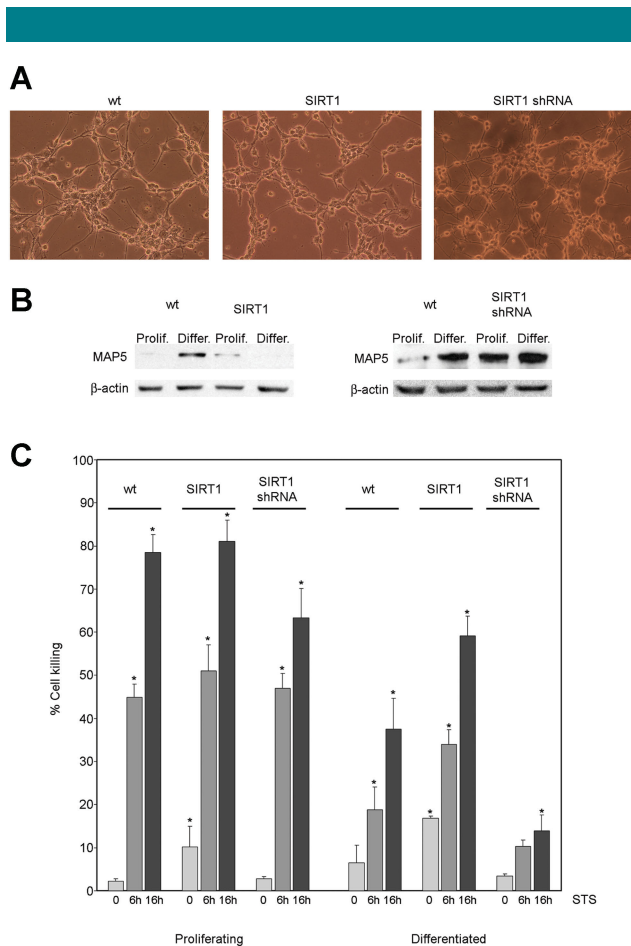 A
wt SIRT1 SIRT1 shRNA
B
wt SIRT1
Prolif. Differ. Prolif. Differ.
MAP5
β-actin
wt SIRT1
shRNA
Prolif. Differ. Prolif. Differ.
MAP5
β-actin
C
% Cell killing
100
90
80
70
60
50
40
30
20
10
0
wt SIRT1 SIRT1
shRNA
wt SIRT1 SIRT1
shRNA
* * * * * * * * * * * * * *
0 6h 16h 0 6h 16h 0 6h 16h 0 6h 16h 0 6h 16h 0 6h 16h STS
Proliferating Differentiated